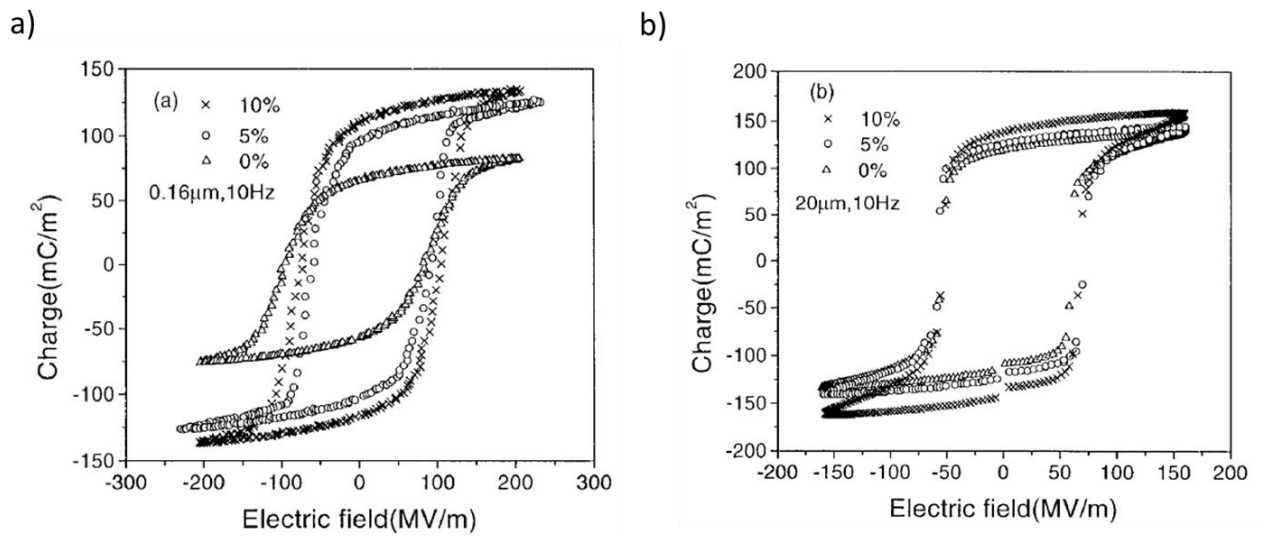 a)
b)
(a)
× 10%
○ 5%
△ 0%
0.16μm,10Hz
150
100
50
0
-50
-100
-150
Charge(mC/m²)
-300 -200 -100 0 100 200 300
Electric field(MV/m)
(b)
× 10%
○ 5%
△ 0%
20μm,10Hz
200
150
100
50
0
-50
-100
-150
-200
Charge(mC/m²)
-200 -150 -100 -50 0 50 100 150 200
Electric field(MV/m)